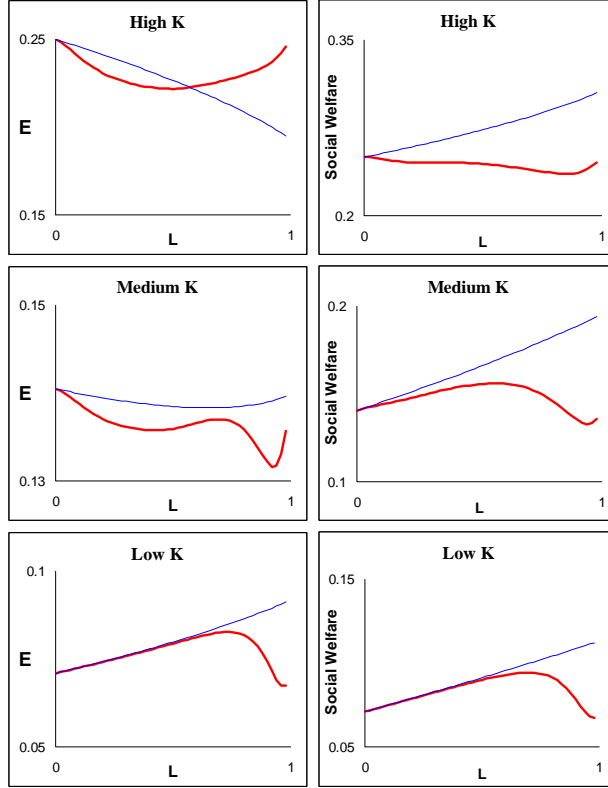 High K
0.25
E
0.15
0
L
1
High K
0.35
Social Welfare
0.2
0
L
1
Medium K
0.15
E
0.13
0
L
1
Medium K
0.2
Social Welfare
0.1
0
L
1
Low K
0.1
E
0.05
0
L
1
Low K
0.15
Social Welfare
0.05
0
L
1